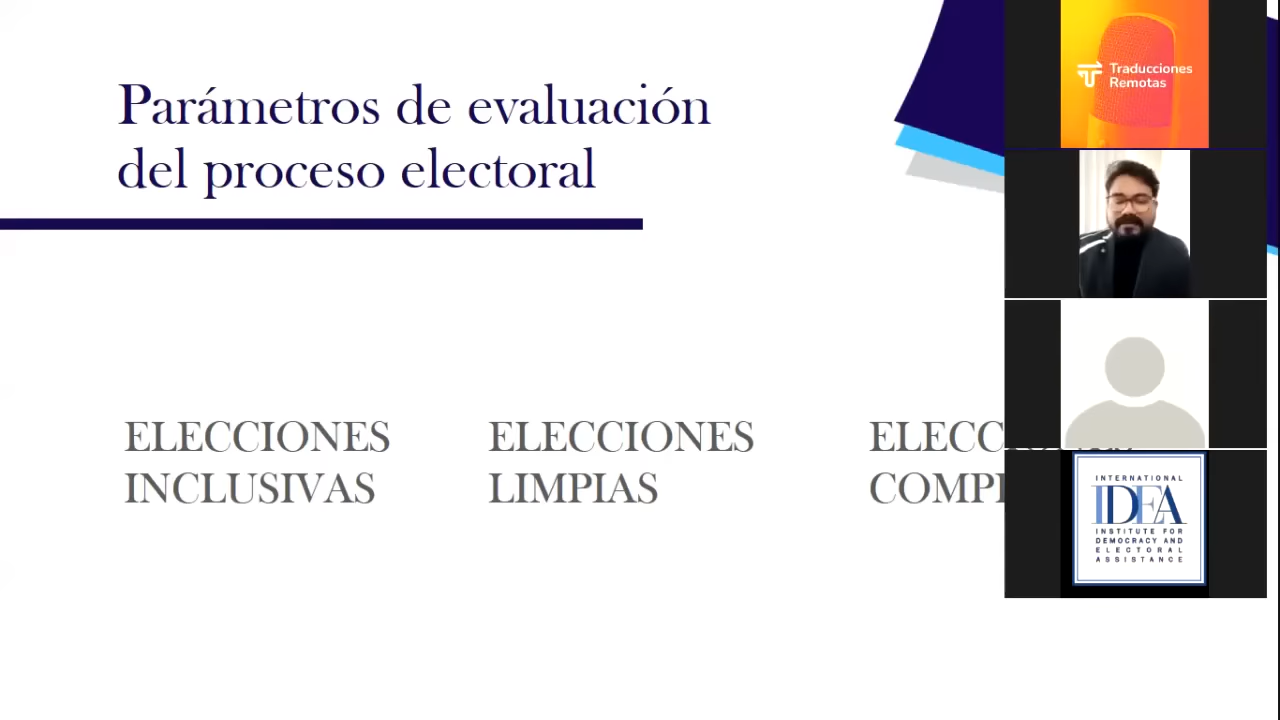 Parámetros de evaluación
del proceso electoral
ELECCIONES
INCLUSIVAS
ELECCIONES
LIMPIAS
Traducciones
Remotas
INTERNATIONAL
IDEA
INSTITUTE FOR
DEMOCRACY AND
ELECTORAL
ASSISTANCE